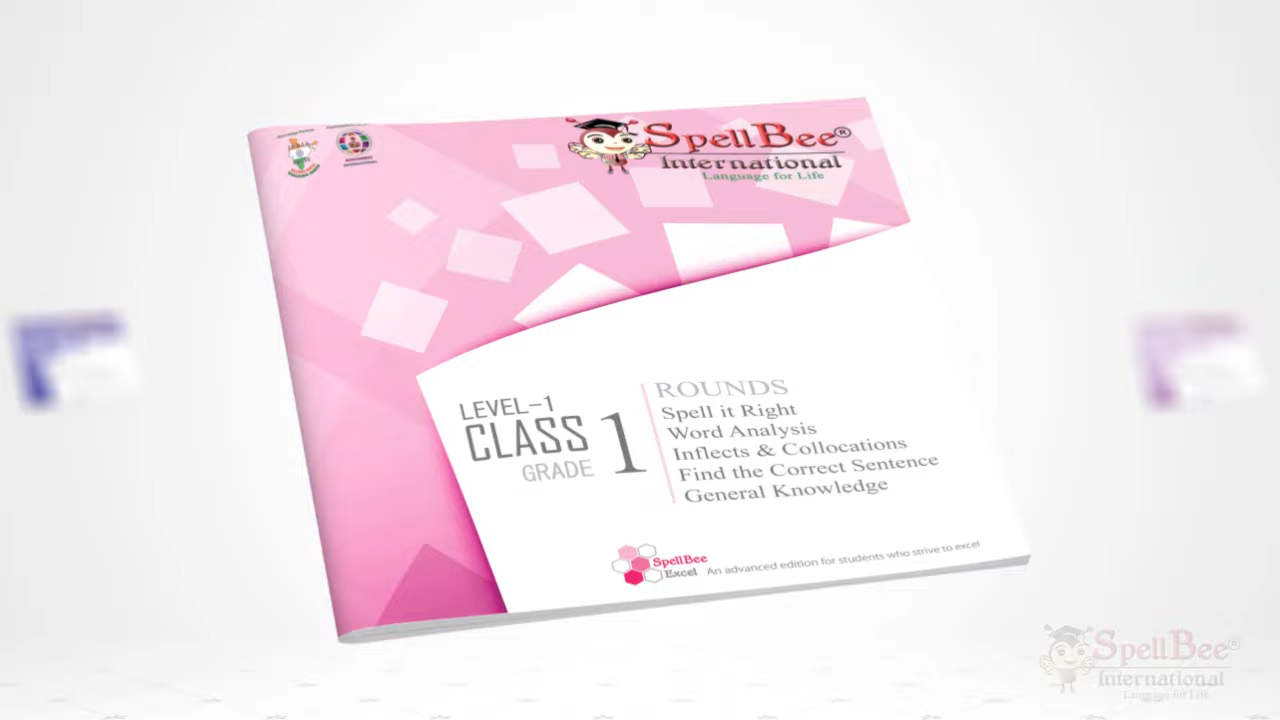 SpellBee®
International
Language for Life
LEVEL-1
CLASS
GRADE
1
ROUNDS
Spell it Right
Word Analysis
Inflects & Collocations
Find the Correct Sentence
General Knowledge
SpellBee
Excel
An advanced edition for students who strive to excel
SpellBee®
International
Language for Life